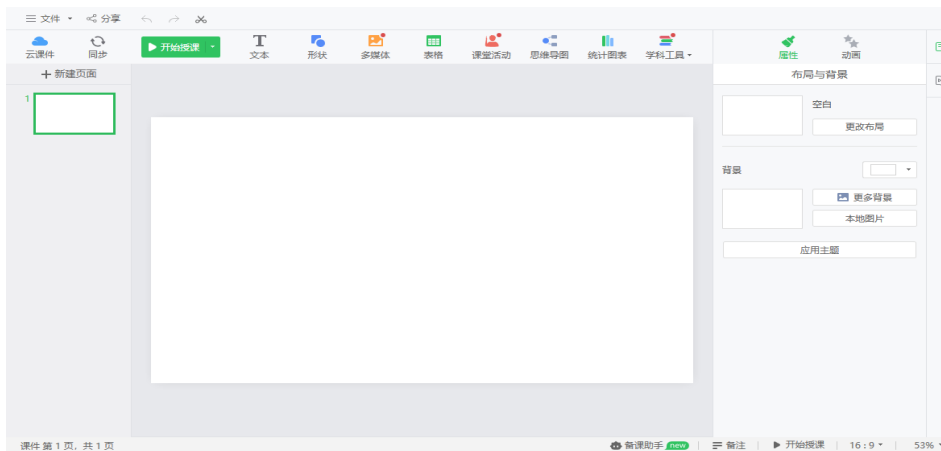 文件 分享
云课件 同步 开始授课 文本 形状 多媒体 表格 课堂活动 思维导图 统计图表 学科工具 属性 动画
新建页面 布局与背景
1
空白
更改布局
背景
更多背景
本地图片
应用主题
课件 第 1 页，共 1 页 备课助手 new 备注 开始授课 16 : 9 53%